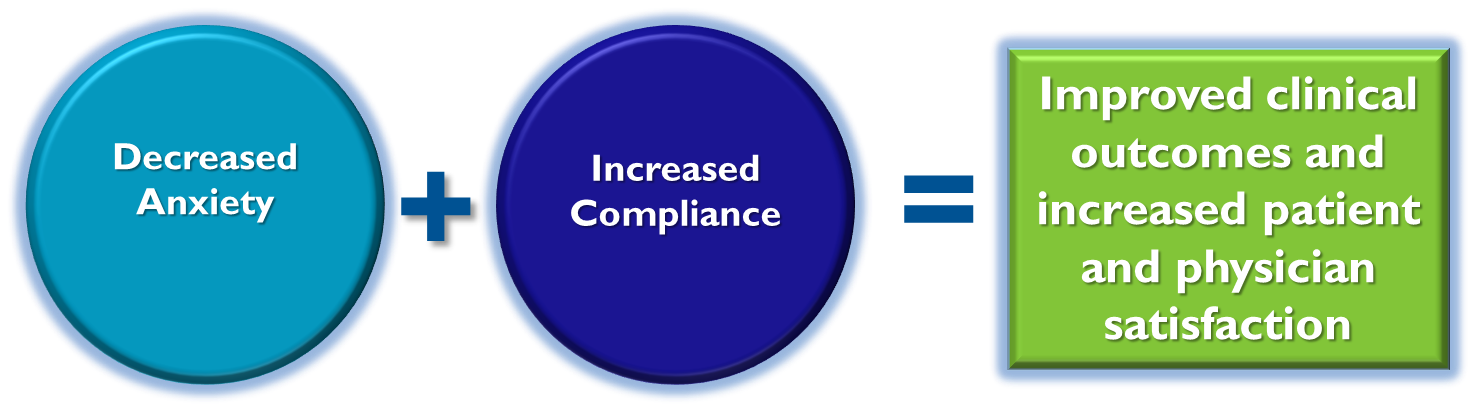 Decreased
Anxiety
+
Increased
Compliance
=
Improved clinical
outcomes and
increased patient
and physician
satisfaction